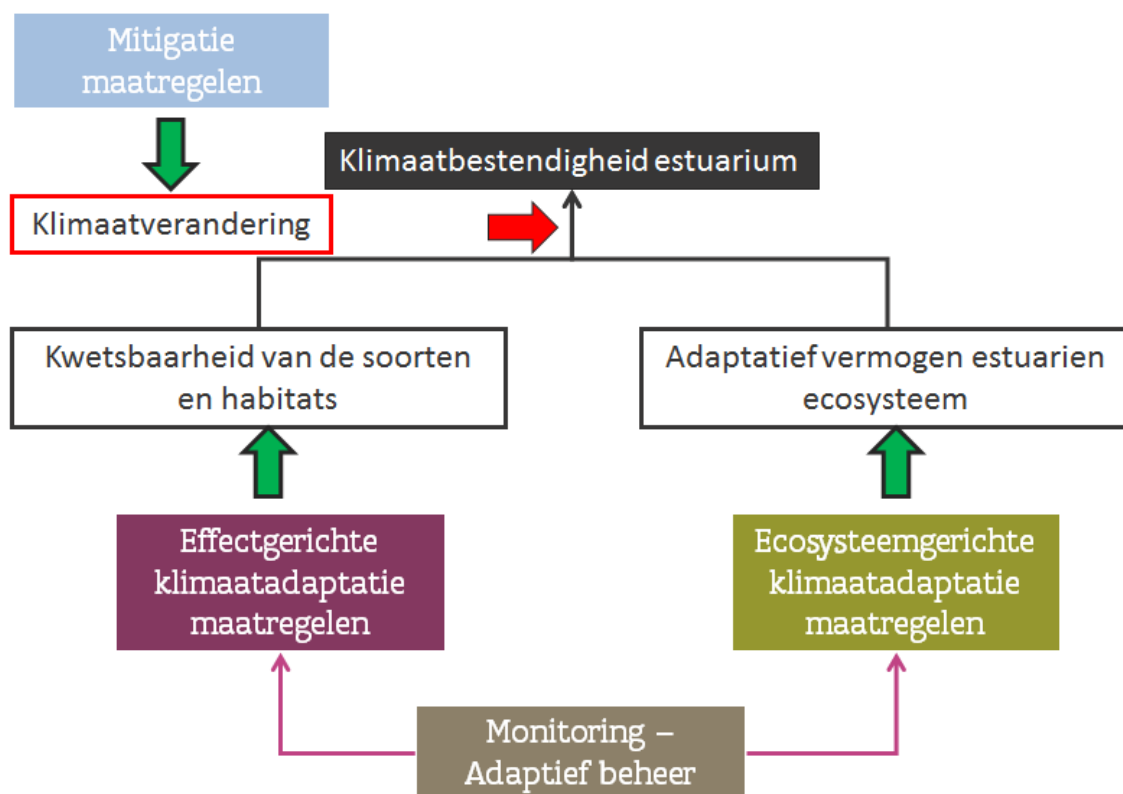 Mitigatie
maatregelen
Klimaatbestendigheid estuarium
Klimaatverandering
Kwetsbaarheid van de soorten
en habitats
Adaptatief vermogen estuarien
ecosysteem
Effectgerichte
klimaatadaptatie
maatregelen
Ecosysteemgerichte
klimaatadaptatie
maatregelen
Monitoring –
Adaptief beheer